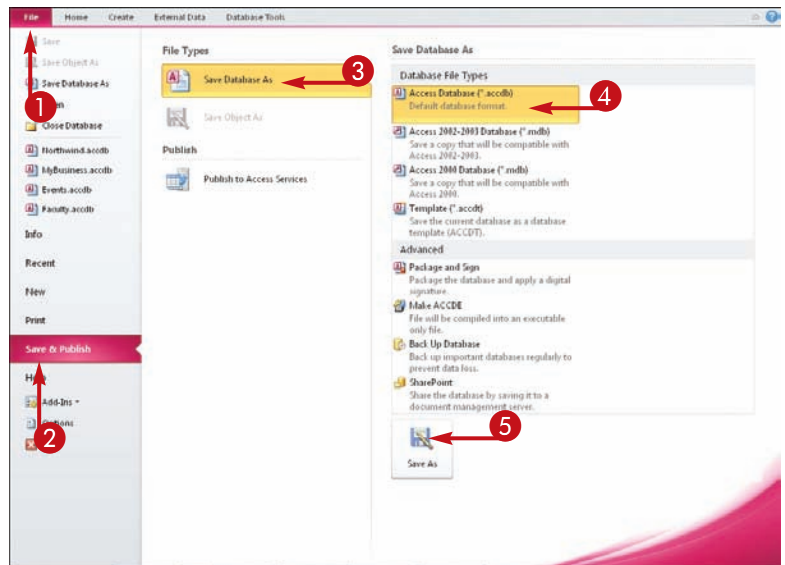 File Home Create External Data Database Tools
Save
Save Object As
Save Database As
1
Close Database
Northwind.accdb
MyBusiness.accdb
Events.accdb
Faculty.accdb
Info
Recent
New
Print
Save & Publish
Add-Ins
2
File Types
Save Database As
3
Save Object As
Publish
Publish to Access Services
Save Database As
Database File Types
Access Database (*.accdb)
Default database format.
4
Access 2002-2003 Database (*.mdb)
Save a copy that will be compatible with
Access 2002-2003.
Access 2000 Database (*.mdb)
Save a copy that will be compatible with
Access 2000.
Template (*.accdt)
Save the current database as a database
template (ACCDT).
Advanced
Package and Sign
Package the database and apply a digital
signature.
Make ACCDE
File will be compiled into an executable
only file.
Back Up Database
Back up important databases regularly to
prevent data loss.
SharePoint
Share the database by saving it to a
document management server.
5
Save As